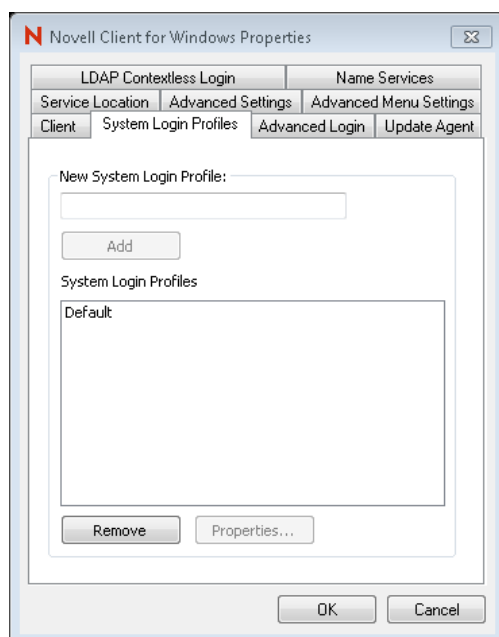 Novell Client for Windows Properties
LDAP Contextless Login Name Services
Service Location Advanced Settings Advanced Menu Settings
Client System Login Profiles Advanced Login Update Agent
New System Login Profile:
Add
System Login Profiles
Default
Remove Properties...
OK Cancel